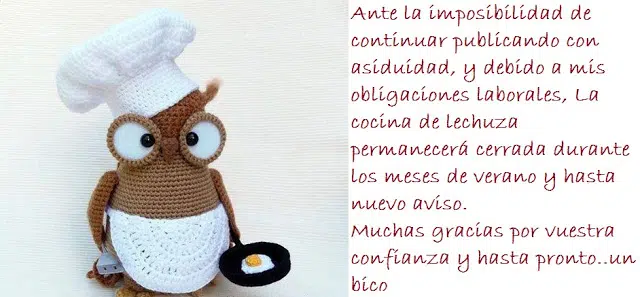 Ante la imposibilidad de
continuar publicando con
asiduidad, y debido a mis
obligaciones laborales, La
cocina de lechuza
permanecerá cerrada durante
los meses de verano y hasta
nuevo aviso.
Muchas gracias por vuestra
confianza y hasta pronto..un
bico